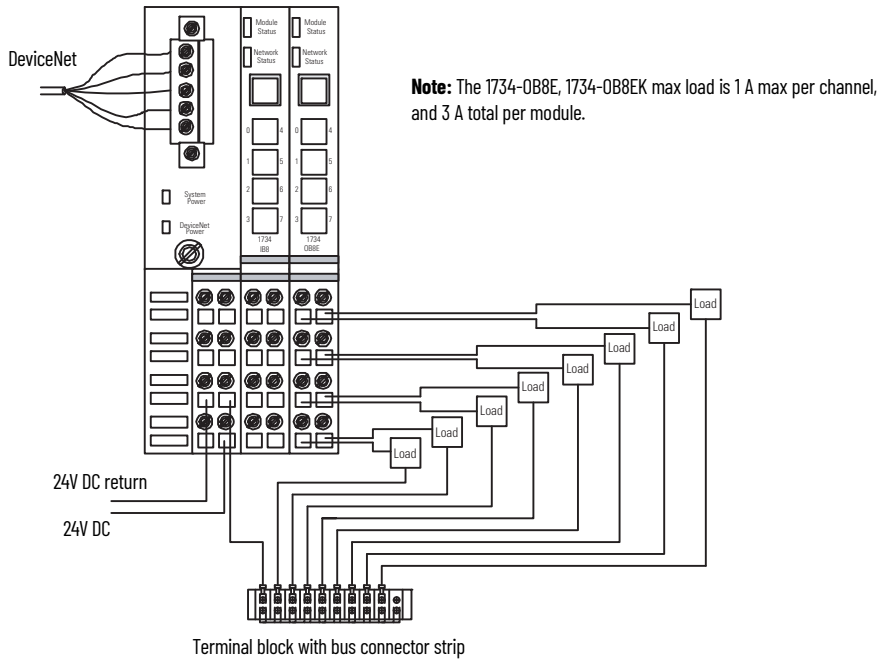 DeviceNet
Module
Status
Module
Status
Network
Status
Network
Status
Note: The 1734-OB8E, 1734-OB8EK max load is 1 A max per channel,
and 3 A total per module.
0 4 0 4
1 5 1 5
2 6 2 6
3 7 3 7
System
Power
DeviceNet
Power
1734
IB8
1734
OB8E
Load
Load
Load
Load
Load
Load
Load
Load
24V DC return
24V DC
Terminal block with bus connector strip